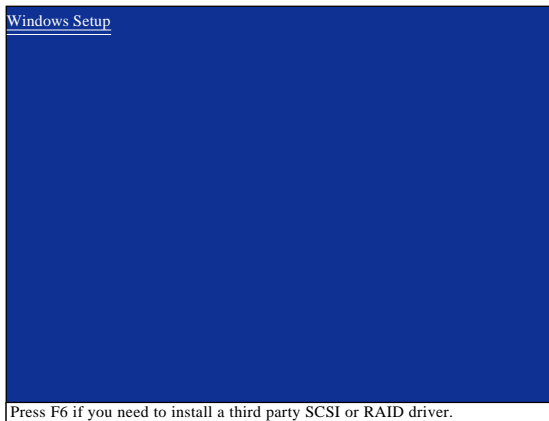 Windows Setup
Press F6 if you need to install a third party SCSI or RAID driver.